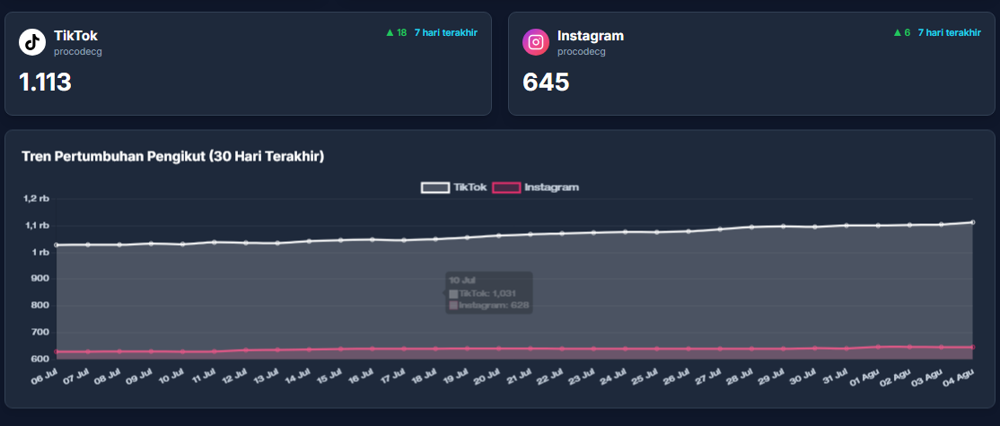 TikTok
procodecg
▲ 18 7 hari terakhir
1.113
Instagram
procodecg
▲ 6 7 hari terakhir
645
Tren Pertumbuhan Pengikut (30 Hari Terakhir)
TikTok Instagram
1,2 rb
1,1 rb
1 rb
900
800
700
600
10 Jul
TikTok: 1,031
Instagram: 628
06 Jul 07 Jul 08 Jul 09 Jul 10 Jul 11 Jul 12 Jul 13 Jul 14 Jul 15 Jul 16 Jul 17 Jul 18 Jul 19 Jul 20 Jul 21 Jul 22 Jul 23 Jul 24 Jul 25 Jul 26 Jul 27 Jul 28 Jul 29 Jul 30 Jul 31 Jul 01 Agu 02 Agu 03 Agu 04 Agu